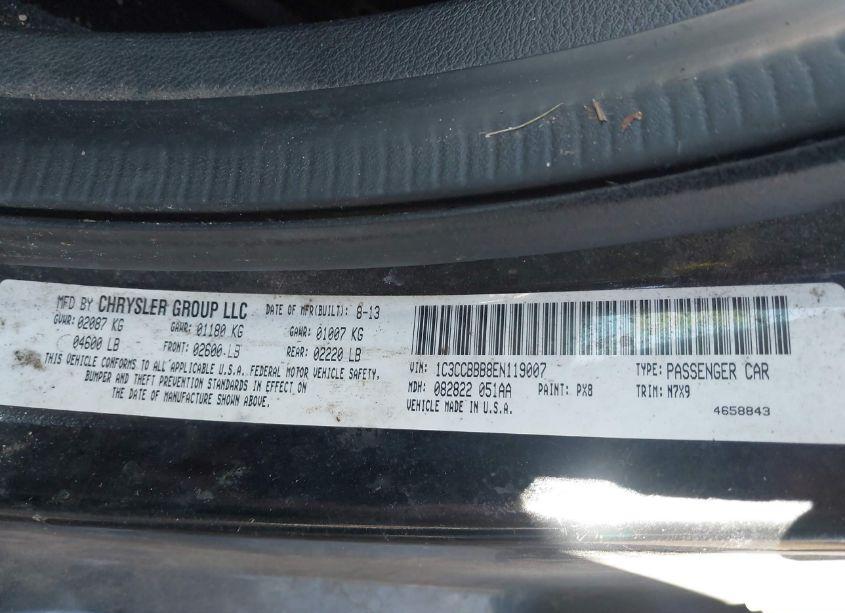 MFD BY CHRYSLER GROUP LLC DATE OF MFR(BUILT): 8-13
GVWR: 02087 KG GAWR: 01180 KG GAWR: 01007 KG
04600 LB FRONT: 02600 LB REAR: 02220 LB
THIS VEHICLE CONFORMS TO ALL APPLICABLE U.S.A. FEDERAL MOTOR VEHICLE SAFETY,
BUMPER AND THEFT PREVENTION STANDARDS IN EFFECT ON
THE DATE OF MANUFACTURE SHOWN ABOVE.
VIN: 1C3CCBBB8EN119007 TYPE: PASSENGER CAR
MDH: 082822 051AA PAINT: PX8 TRIM: N7X9
VEHICLE MADE IN U.S.A. 4658843